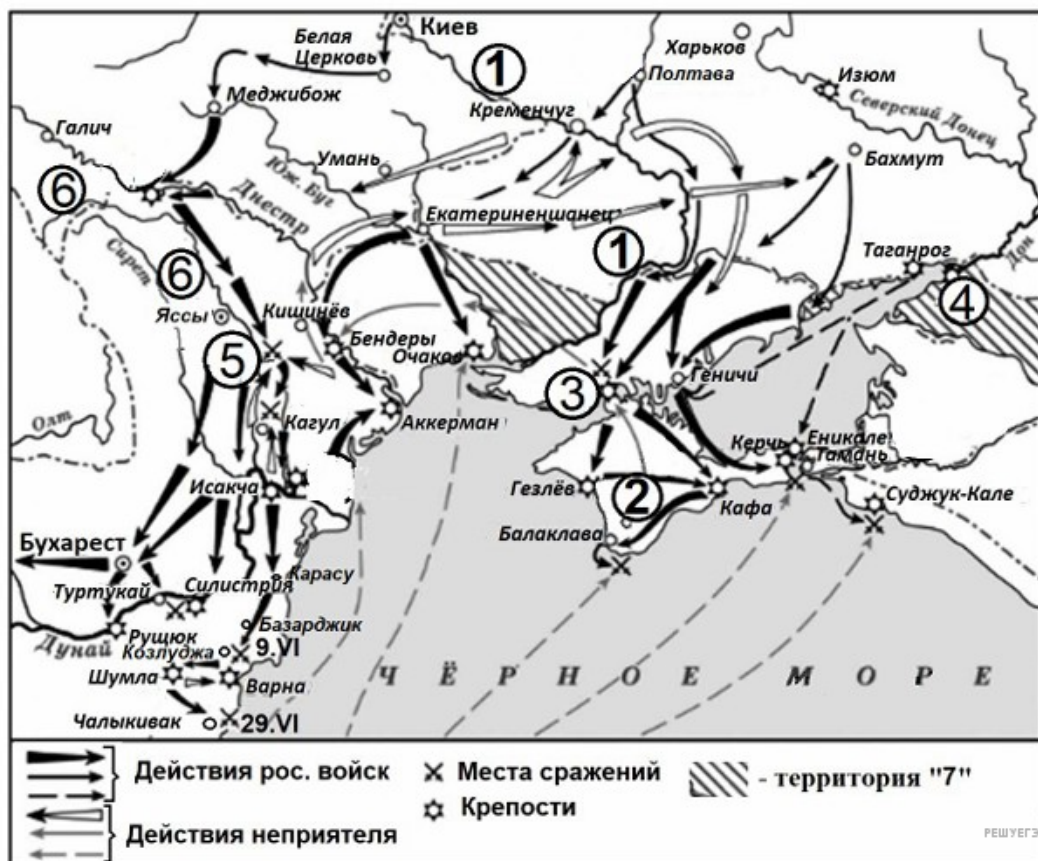 Киев
Белая
Церковь
1
Харьков
Полтава
Изюм
Северский Донец
Меджибож
Кременчуг
Галич
Умань
Бахмут
6
Юж. Буг
Днестр
Екатериненшанец
Сирет
1
Таганрог
Дон
6
Яссы
Кишинёв
4
5
Бендеры
Очаков
Геничи
3
Олт
Кагул
Аккерман
Керчь
Еникале
Тамань
Исакча
Гезлёв
2
Кафа
Суджук-Кале
Балаклава
Бухарест
Карасу
Туртукай
Силистрия
Базарджик
Дунай
Рущюк
Козлуджа
9.VI
Шумла
Варна
ЧЁРНОЕ МОРЕ
Чалыкивак
29.VI
Действия рос. войск
Места сражений
- территория "7"
Крепости
Действия неприятеля
РЕШУЕГЭ